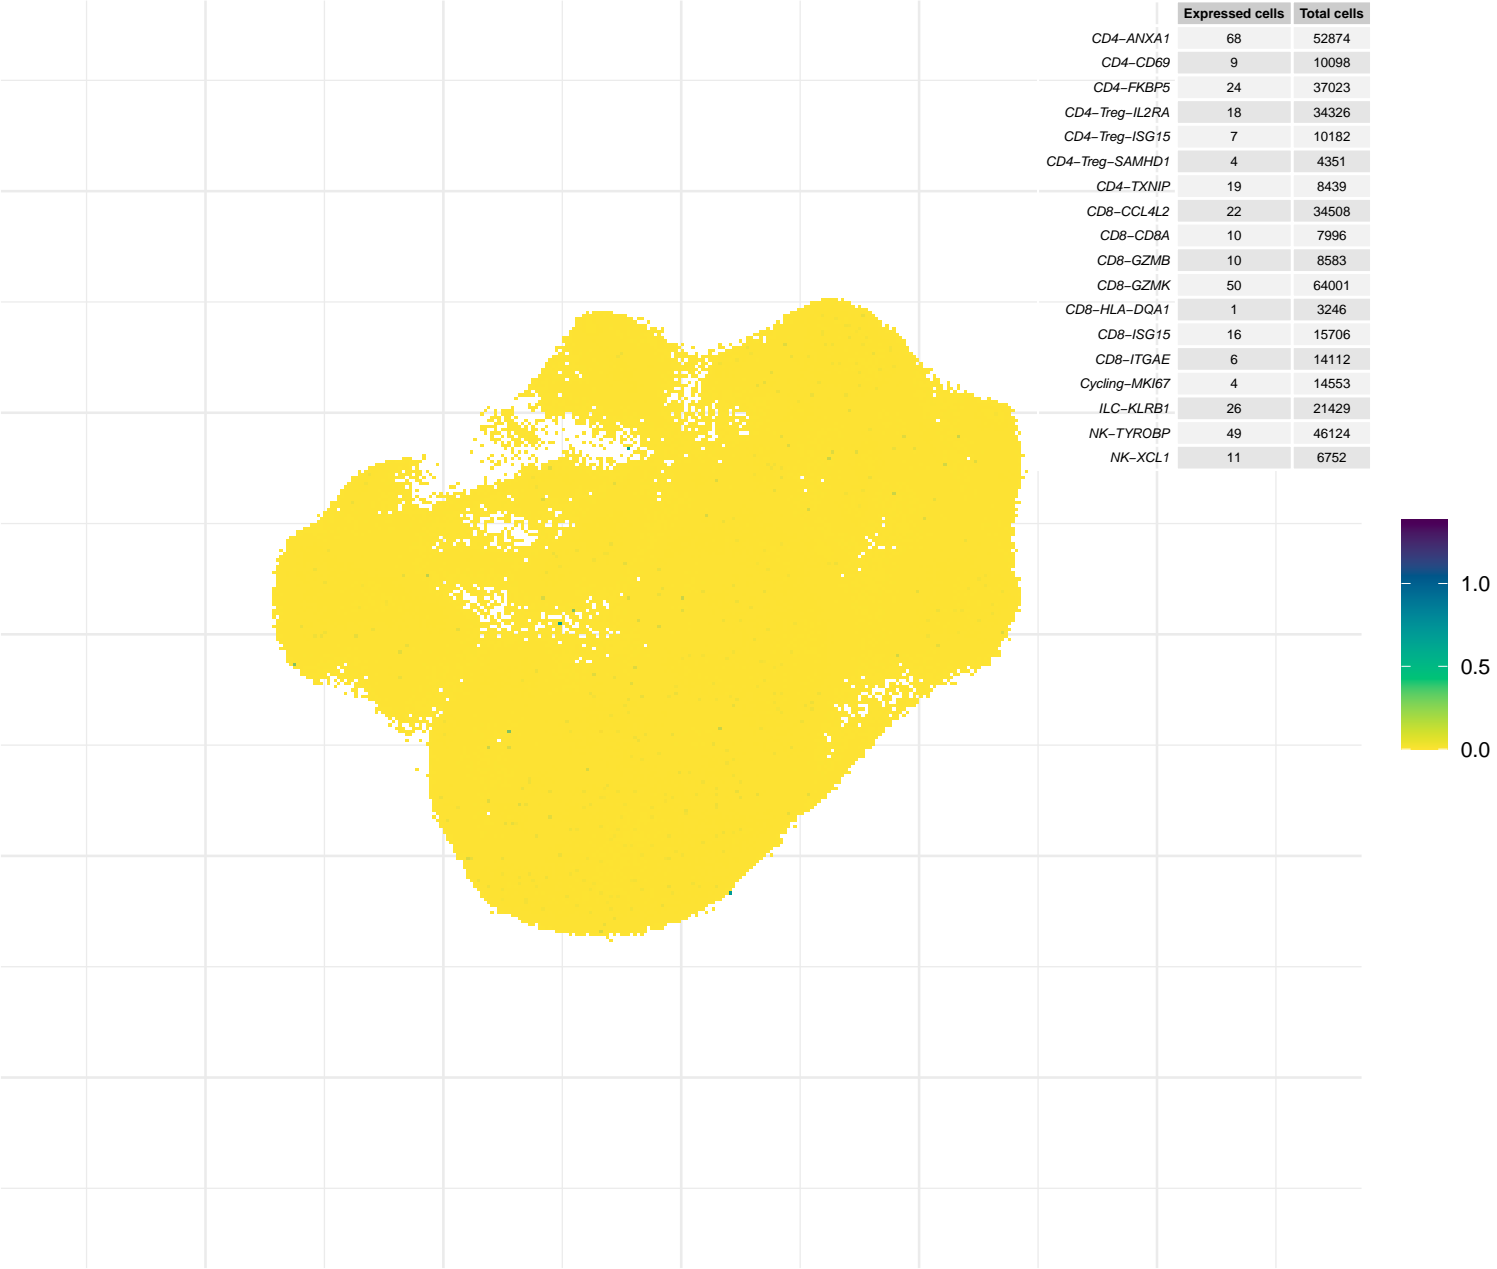 Expressed cells Total cells
CD4−ANXA1 68 52874
CD4−CD69 9 10098
CD4−FKBP5 24 37023
CD4−Treg−IL2RA 18 34326
CD4−Treg−ISG15 7 10182
CD4−Treg−SAMHD1 4 4351
CD4−TXNIP 19 8439
CD8−CCL4L2 22 34508
CD8−CD8A 10 7996
CD8−GZMB 10 8583
CD8−GZMK 50 64001
CD8−HLA−DQA1 1 3246
CD8−ISG15 16 15706
CD8−ITGAE 6 14112
Cycling−MKI67 4 14553
ILC−KLRB1 26 21429
NK−TYROBP 49 46124
NK−XCL1 11 6752
1.0
0.5
0.0